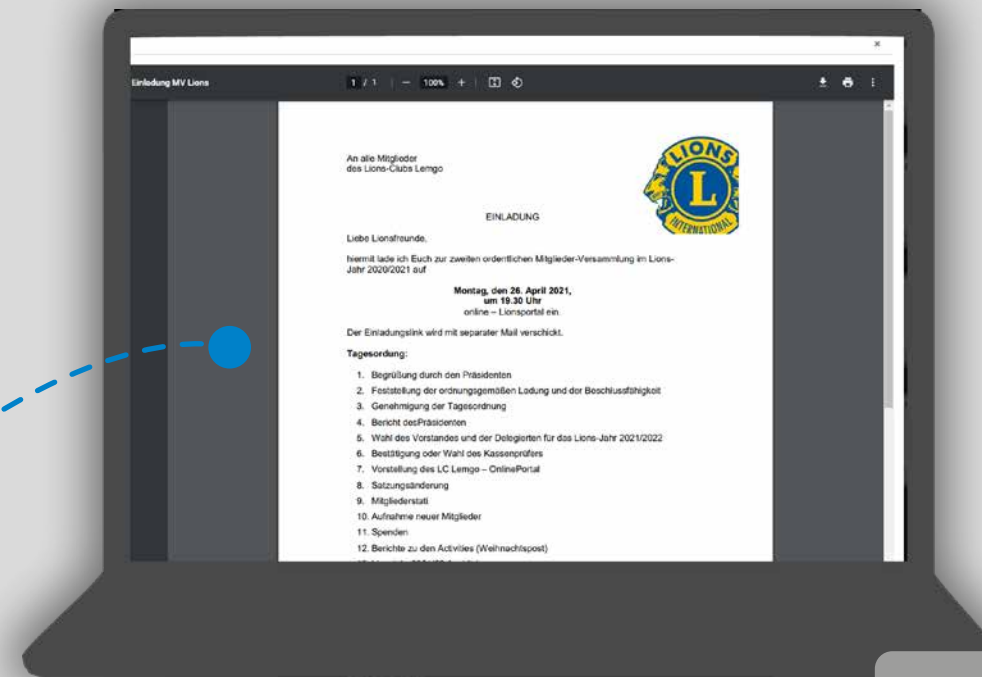 ×
Einladung MV Lions 1 / 1 | − 100% +
An alle Mitglieder
des Lions-Clubs Lemgo
LIONS
L
INTERNATIONAL
EINLADUNG
Liebe Lionsfreunde,
hiermit lade ich Euch zur zweiten ordentlichen Mitglieder-Versammlung im Lions-
Jahr 2020/2021 auf
Montag, den 26. April 2021,
um 19.30 Uhr
online – Lionsportal ein.
Der Einladungslink wird mit separater Mail verschickt.
Tagesordnung:
1. Begrüßung durch den Präsidenten
2. Feststellung der ordnungsgemäßen Ladung und der Beschlussfähigkeit
3. Genehmigung der Tagesordnung
4. Bericht desPräsidenten
5. Wahl des Vorstandes und der Delegierten für das Lions-Jahr 2021/2022
6. Bestätigung oder Wahl des Kassenprüfers
7. Vorstellung des LC Lemgo – OnlinePortal
8. Satzungsänderung
9. Mitgliederstati
10. Aufnahme neuer Mitglieder
11. Spenden
12. Berichte zu den Activities (Weihnachtspost)